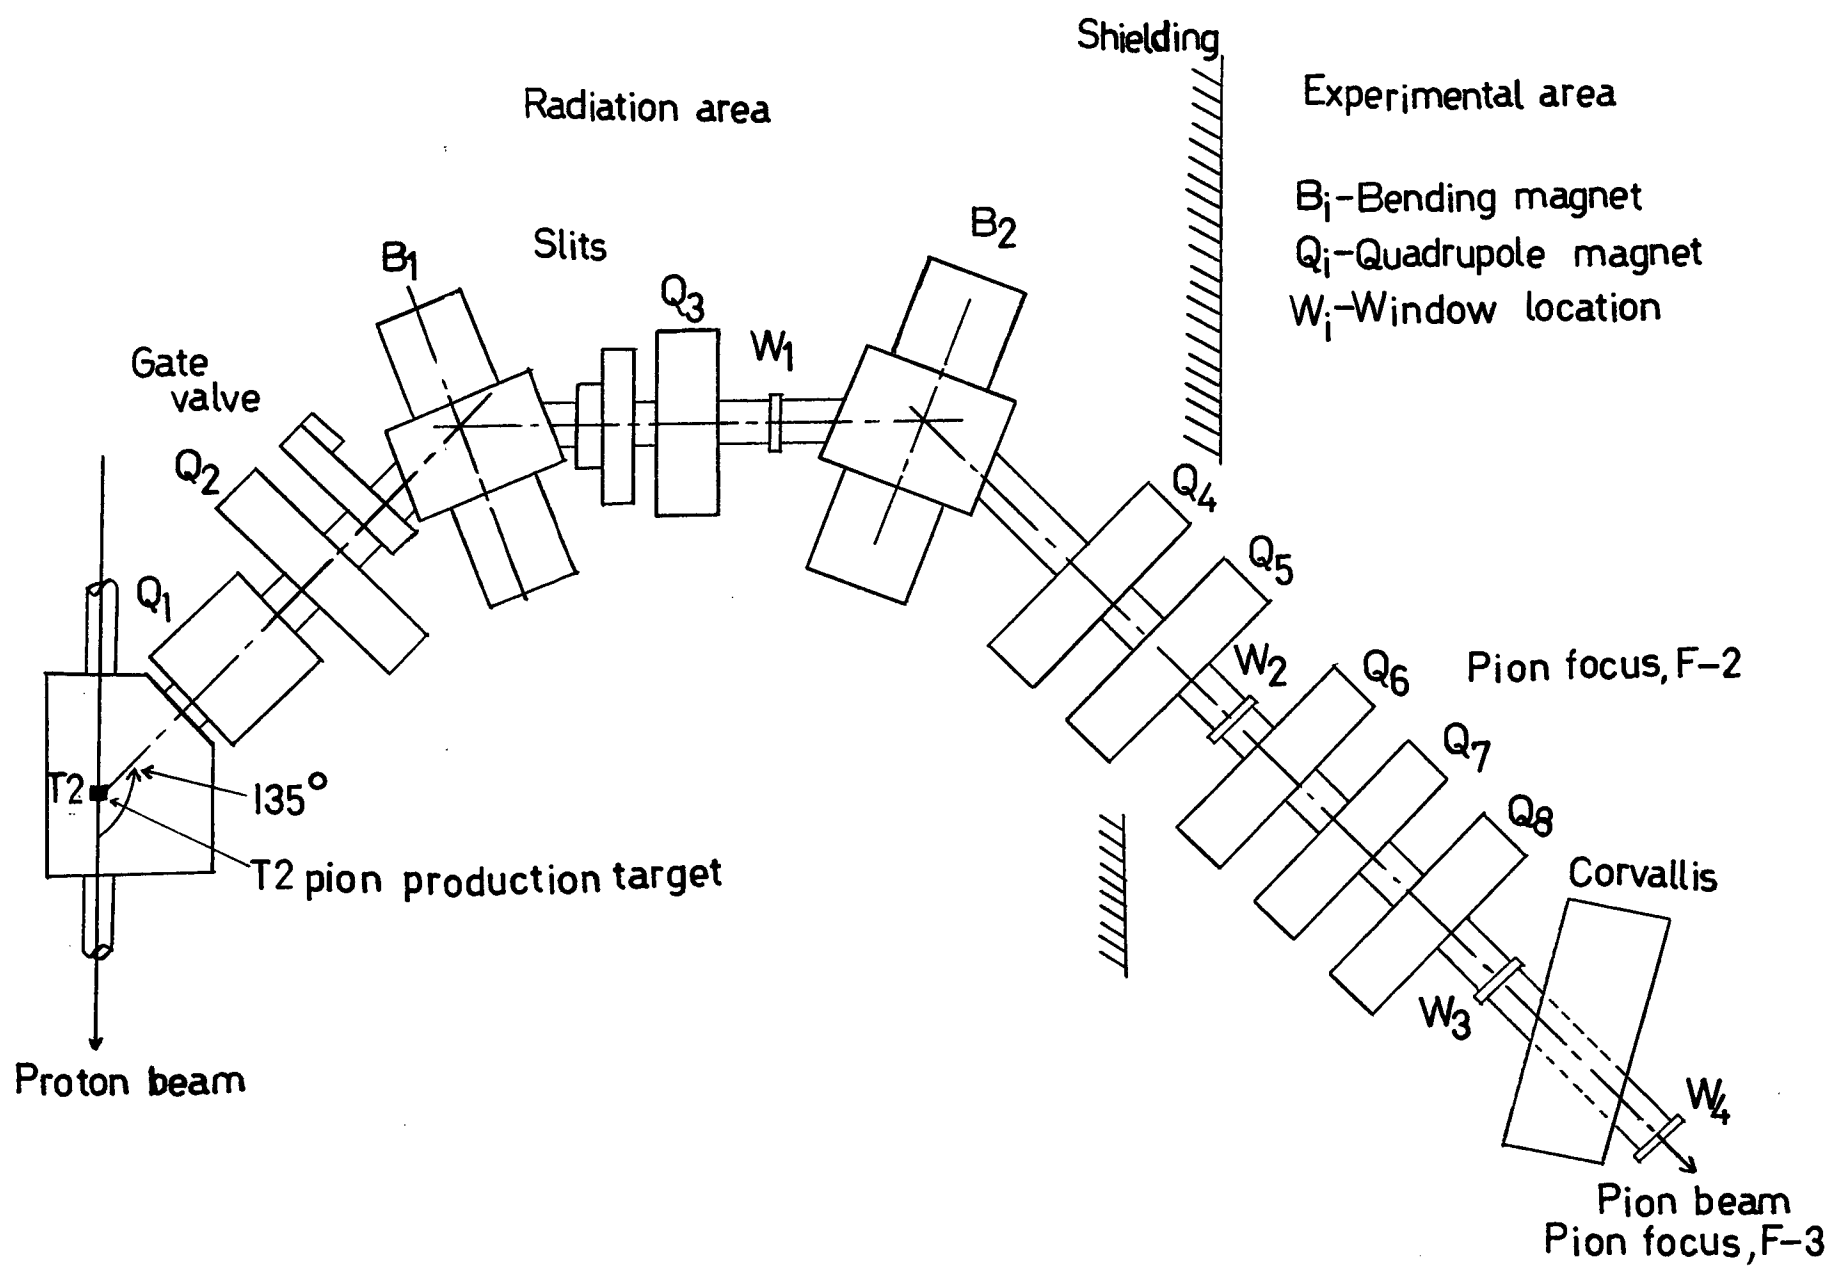 Shielding
Radiation area
Experimental area
Bi-Bending magnet
Qi-Quadrupole magnet
Wi-Window location
B1
Slits
Q3
W1
B2
Gate
valve
Q2
Q1
Q4
Q5
W2
Q6
Pion focus, F-2
Q7
Q8
T2
135°
T2 pion production target
Corvallis
W3
Proton beam
W4
Pion beam
Pion focus, F-3